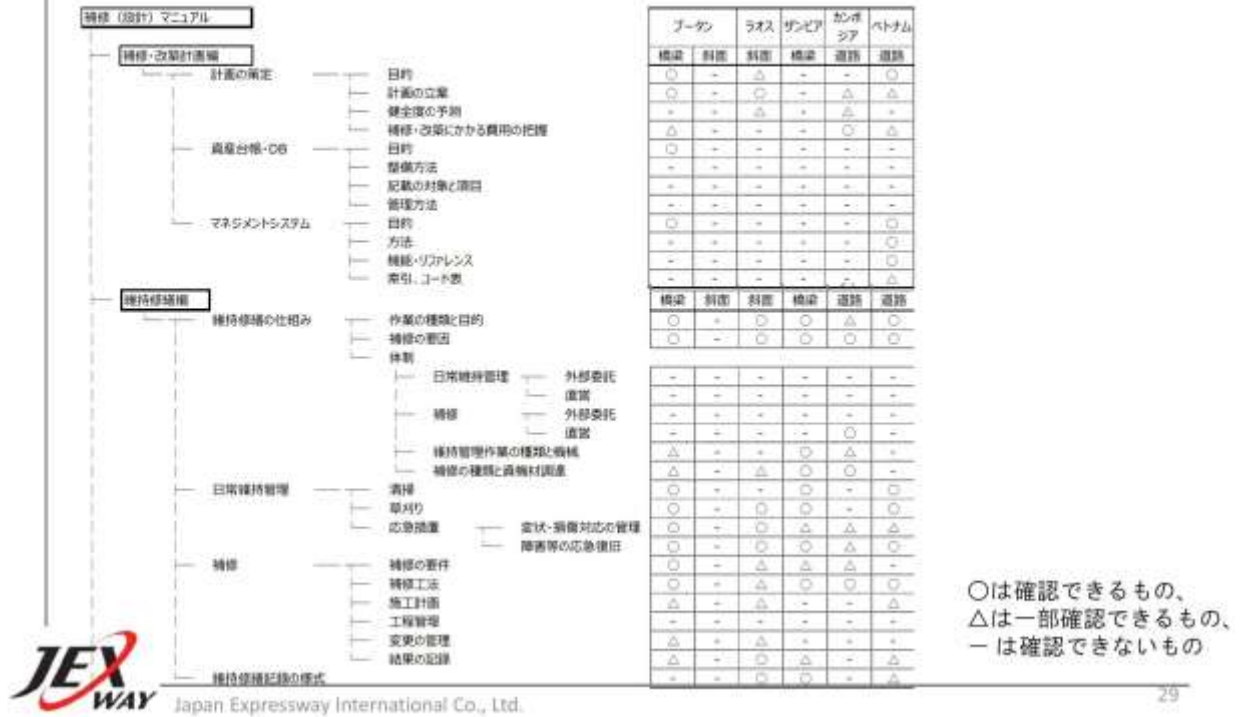 補修（設計）マニュアル
ブータン ラオス ザンビア カンボジア ベトナム
補修・改築計画編 橋梁 斜面 斜面 橋梁 道路 道路
計画の策定 目的 ○ - △ - - ○
計画の立案 ○ - ○ - △ △
健全度の予測 - - △ - △ -
補修・改築にかかる費用の把握 △ - - - ○ △
資産台帳・DB 目的 ○ - - - - -
整備方法 - - - - - -
記載の対象と項目 - - - - - -
管理方法 - - - - - -
マネジメントシステム 目的 ○ - - - - ○
方法 - - - - - ○
機能・リファレンス - - - - - ○
索引、コード表 - - - - - △
維持修繕編 橋梁 斜面 斜面 橋梁 道路 道路
維持修繕の仕組み 作業の種類と目的 ○ - ○ ○ △ ○
補修の要因 ○ - ○ ○ ○ ○
体制
日常維持管理 外部委託 - - - - - -
直営 - - - - - -
補修 外部委託 - - - - - -
直営 - - - - ○ -
維持管理作業の種類と機械 △ - - ○ △ -
補修の種類と資機材調達 △ - △ ○ ○ -
日常維持管理 清掃 ○ - - ○ - ○
草刈り ○ - ○ ○ - ○
応急措置 症状・損傷対応の管理 ○ - ○ △ △ △
障害等の応急復旧 ○ - ○ ○ △ ○
補修 補修の要件 ○ - △ △ △ -
補修工法 ○ - △ ○ ○ ○
施工計画 △ - △ - - △
工程管理 - - - - - -
変更の管理 △ - △ - - -
結果の記録 △ - ○ △ - △
維持修繕記録の様式 - - ○ ○ - △
○は確認できるもの、
△は一部確認できるもの、
－は確認できないもの
JEXWAY
Japan Expressway International Co., Ltd.
29